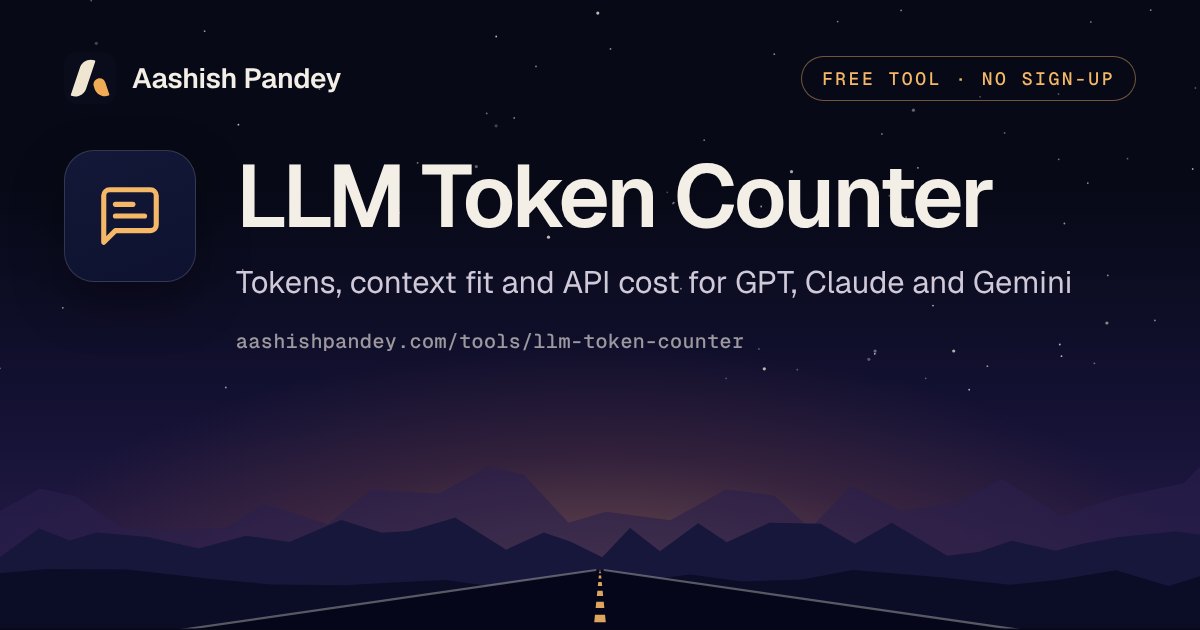 Aashish Pandey
FREE TOOL · NO SIGN-UP
LLM Token Counter
Tokens, context fit and API cost for GPT, Claude and Gemini
aashishpandey.com/tools/llm-token-counter